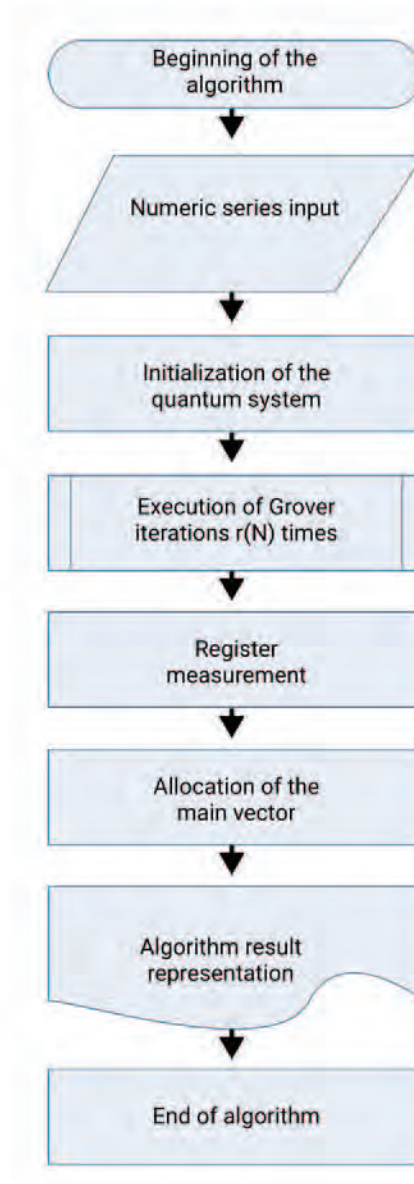 Beginning of the
algorithm
Numeric series input
Initialization of the
quantum system
Execution of Grover
iterations r(N) times
Register
measurement
Allocation of the
main vector
Algorithm result
representation
End of algorithm